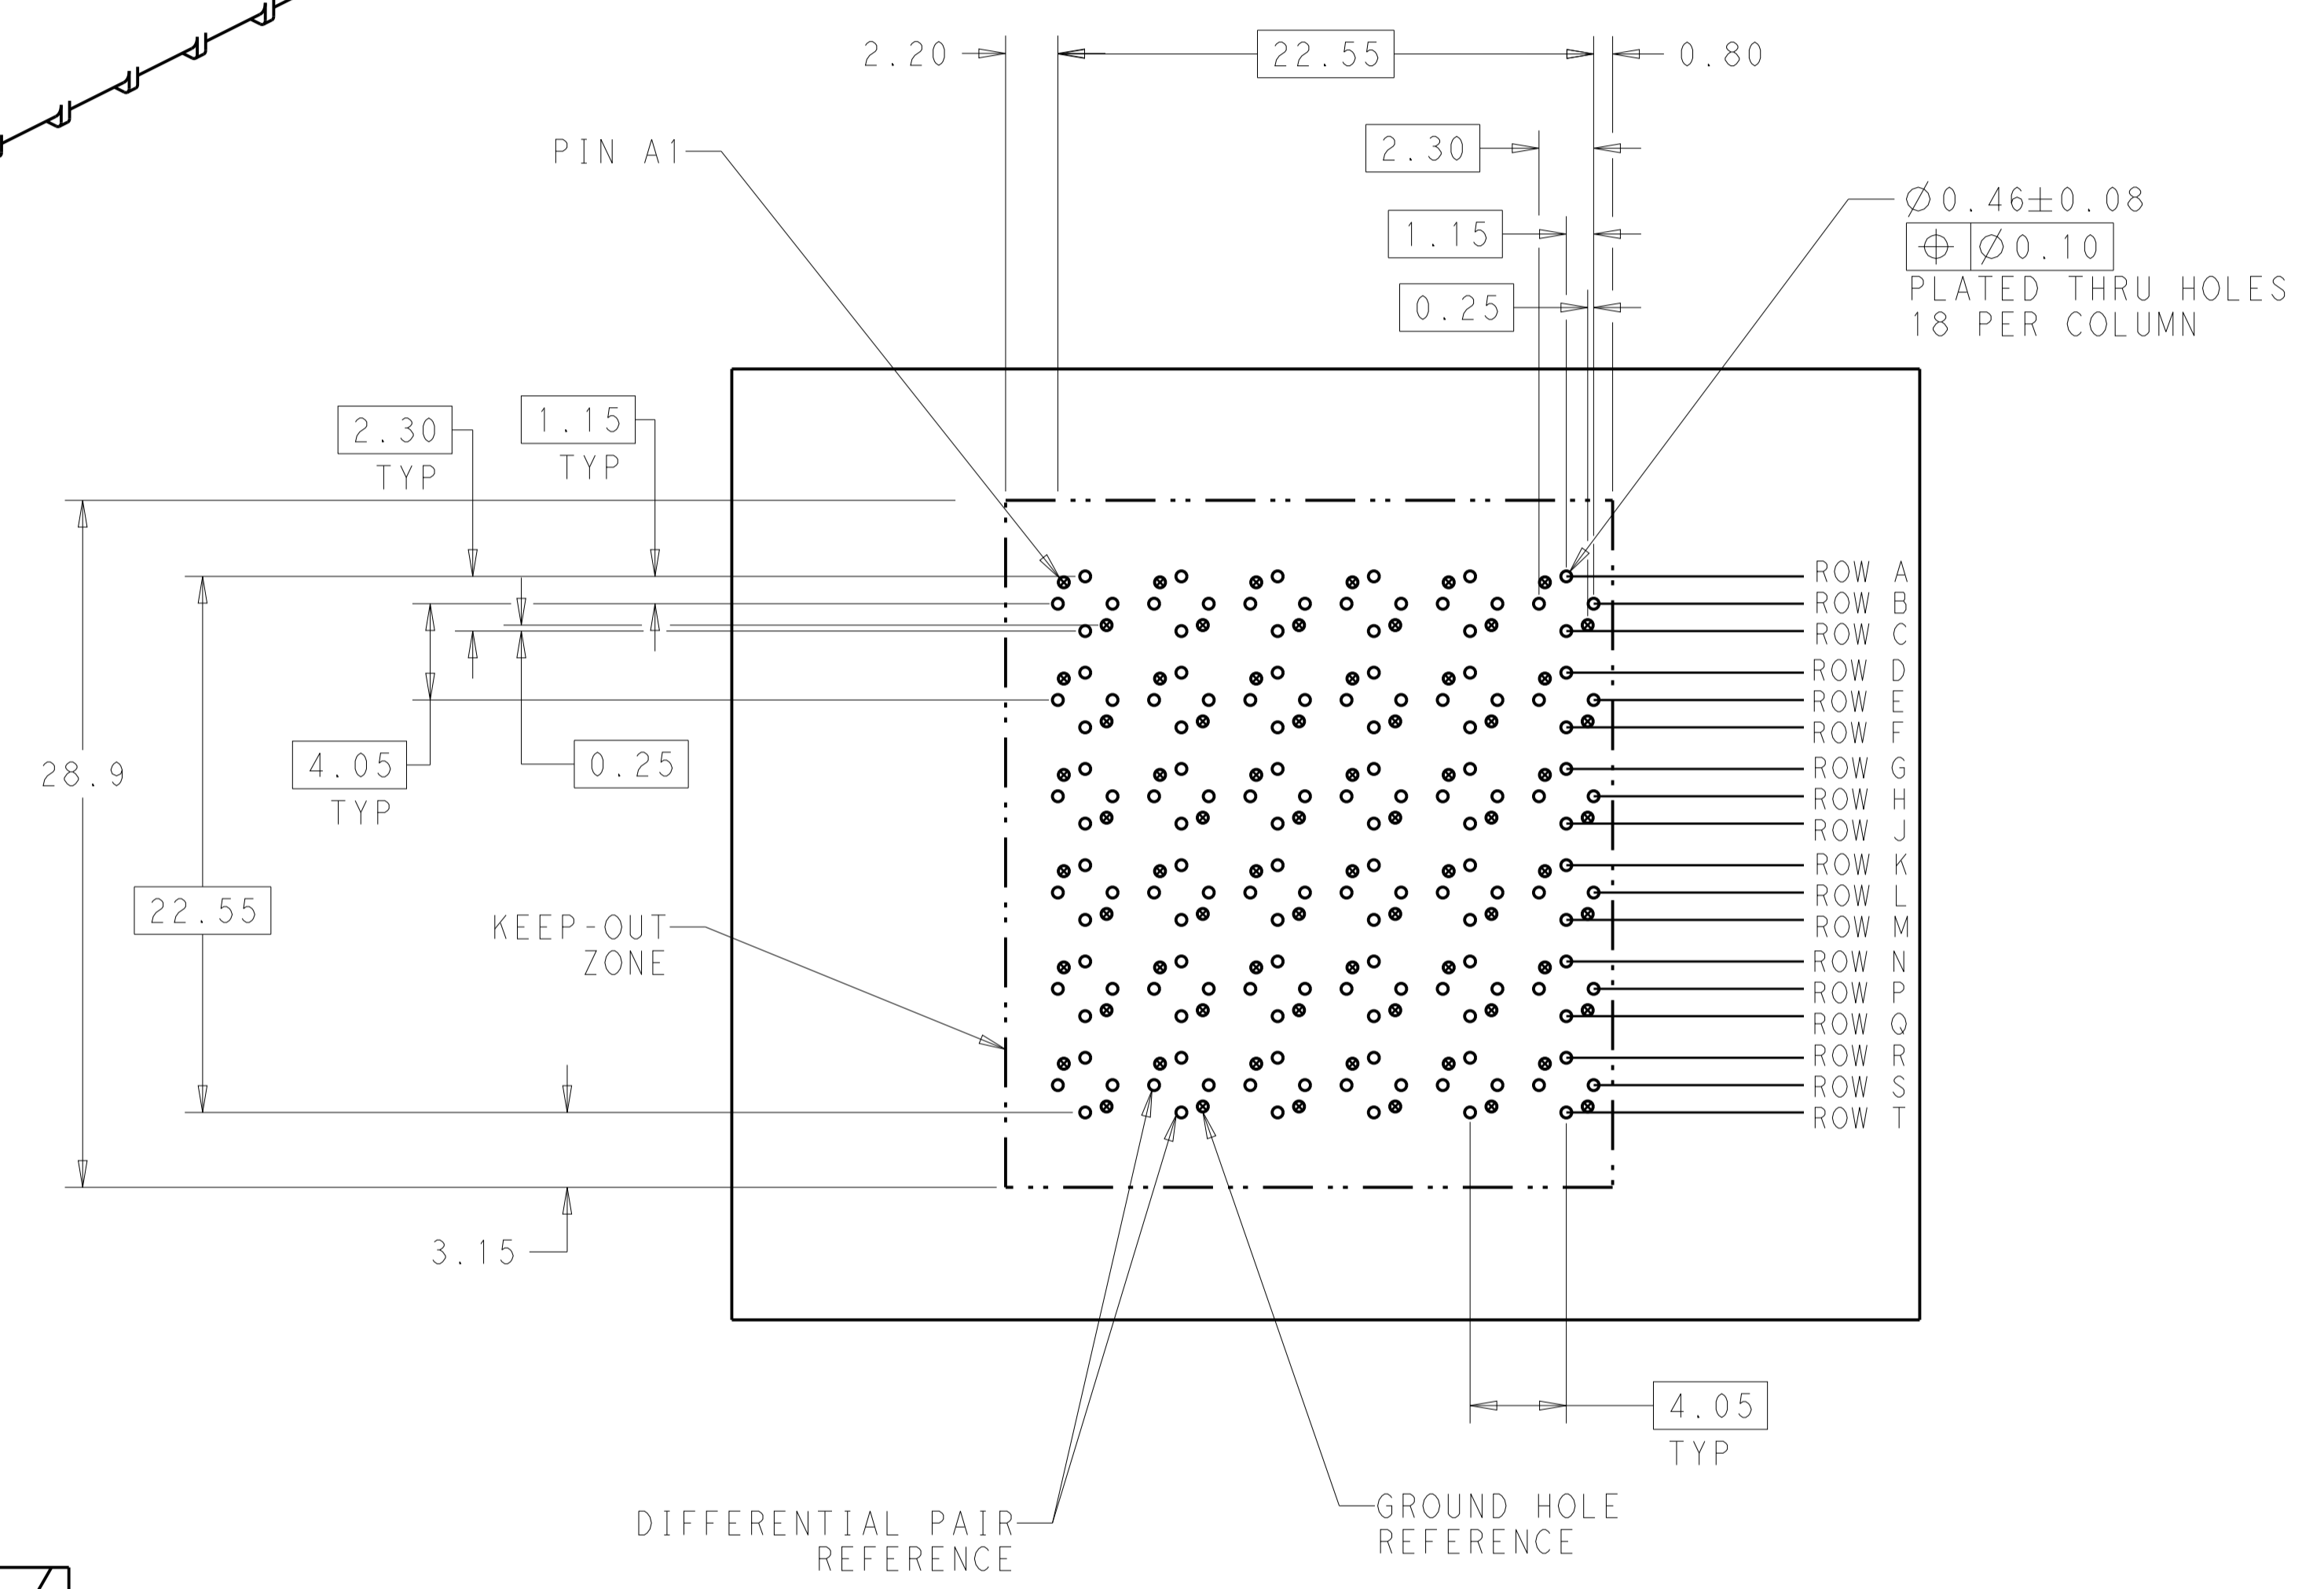 2.20
22.55
0.80
PIN A1
2.30
1.15
0.25
⌀0.46±0.08
⌖ ⌀0.10
PLATED THRU HOLES
18 PER COLUMN
2.30
TYP
1.15
TYP
ROW A
ROW B
ROW C
ROW D
ROW E
ROW F
28.9
4.05
TYP
0.25
ROW G
ROW H
ROW J
ROW K
ROW L
ROW M
22.55
KEEP-OUT
ZONE
ROW N
ROW P
ROW Q
ROW R
ROW S
ROW T
3.15
4.05
TYP
DIFFERENTIAL PAIR
REFERENCE
GROUND HOLE
REFERENCE